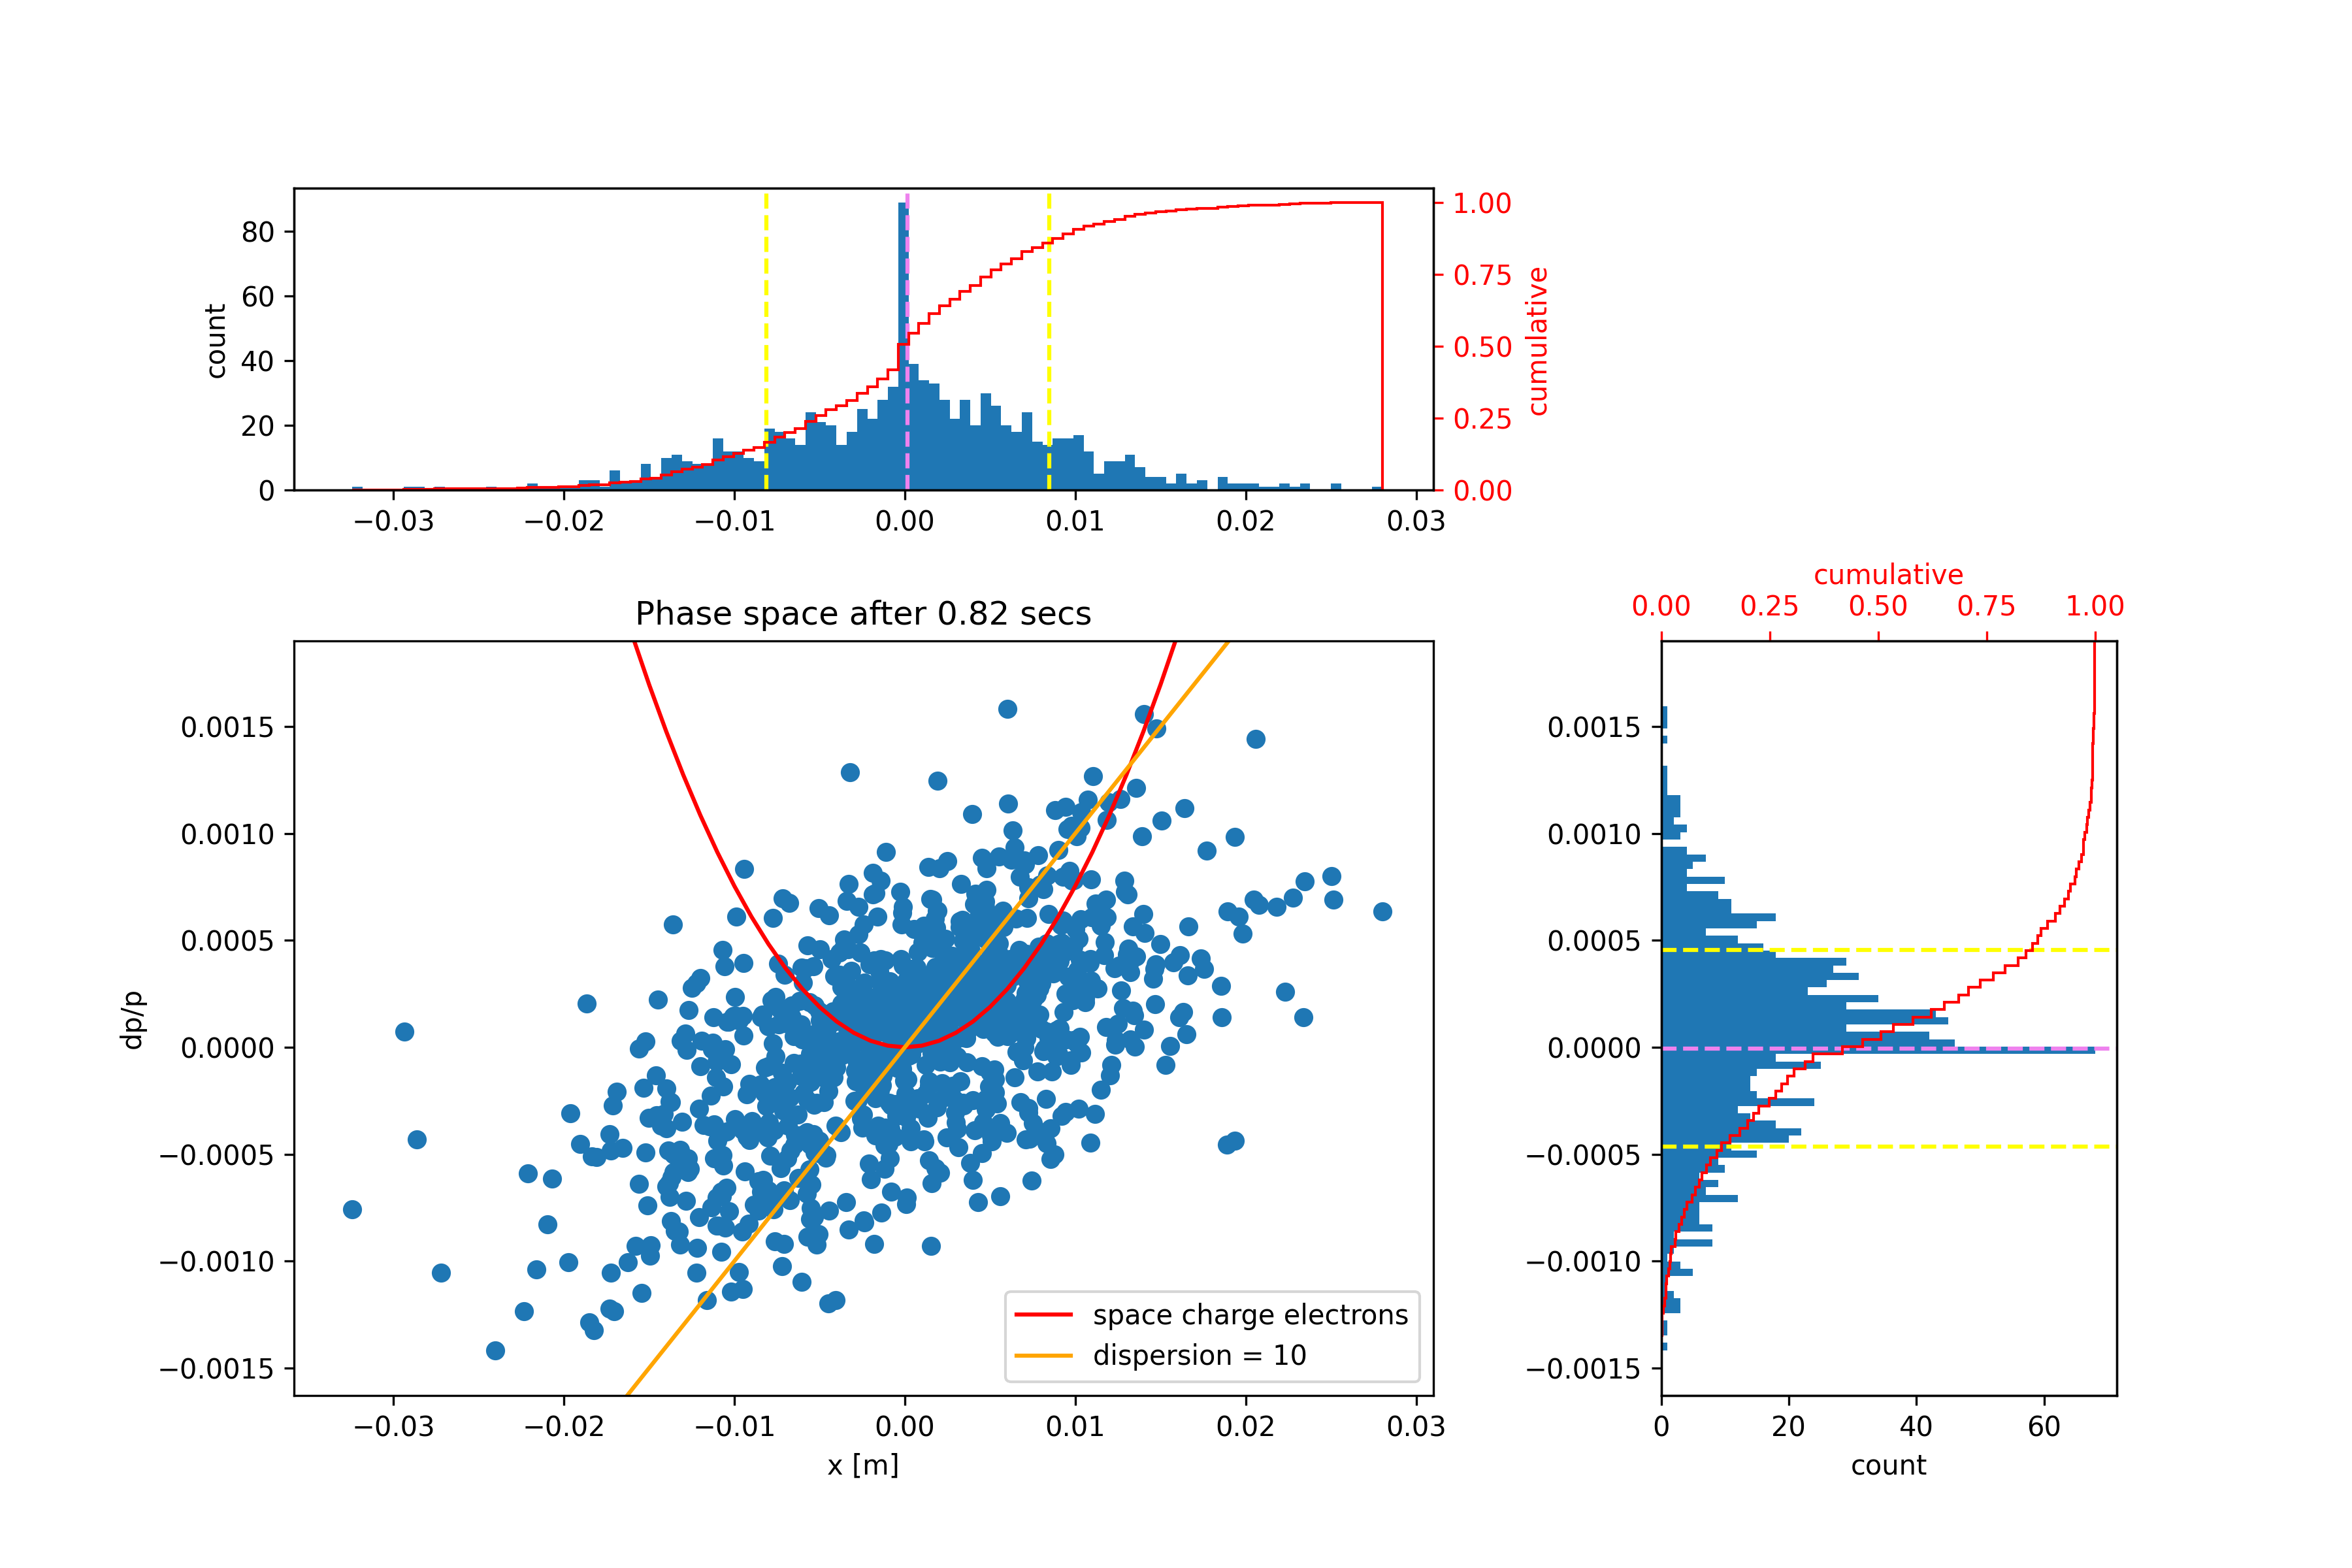 80
60
40
20
0
count
1.00
0.75
0.50
0.25
0.00
cumulative
−0.03 −0.02 −0.01 0.00 0.01 0.02 0.03
Phase space after 0.82 secs
0.0015
0.0010
0.0005
0.0000
−0.0005
−0.0010
−0.0015
dp/p
space charge electrons
dispersion = 10
−0.03 −0.02 −0.01 0.00 0.01 0.02 0.03
x [m]
cumulative
0.00 0.25 0.50 0.75 1.00
0.0015
0.0010
0.0005
0.0000
−0.0005
−0.0010
−0.0015
0 20 40 60
count